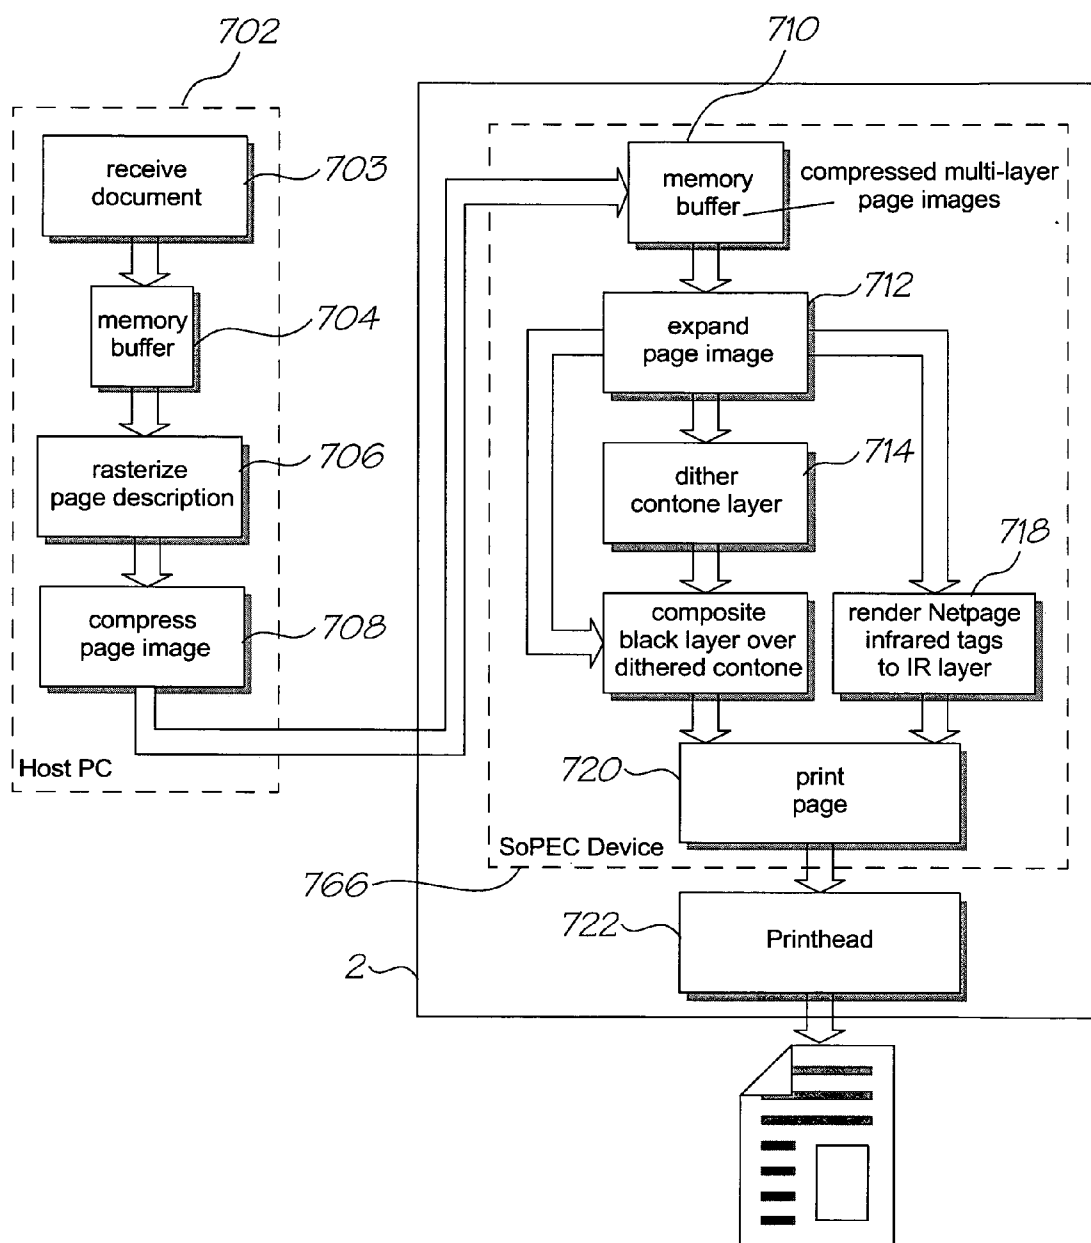 702
receive
document
703
memory
buffer
704
rasterize
page description
706
compress
page image
708
Host PC
710
memory
buffer
compressed multi-layer
page images
expand
page image
712
dither
contone layer
714
composite
black layer over
dithered contone
718
render Netpage
infrared tags
to IR layer
720
print
page
SoPEC Device
766
722
Printhead
2